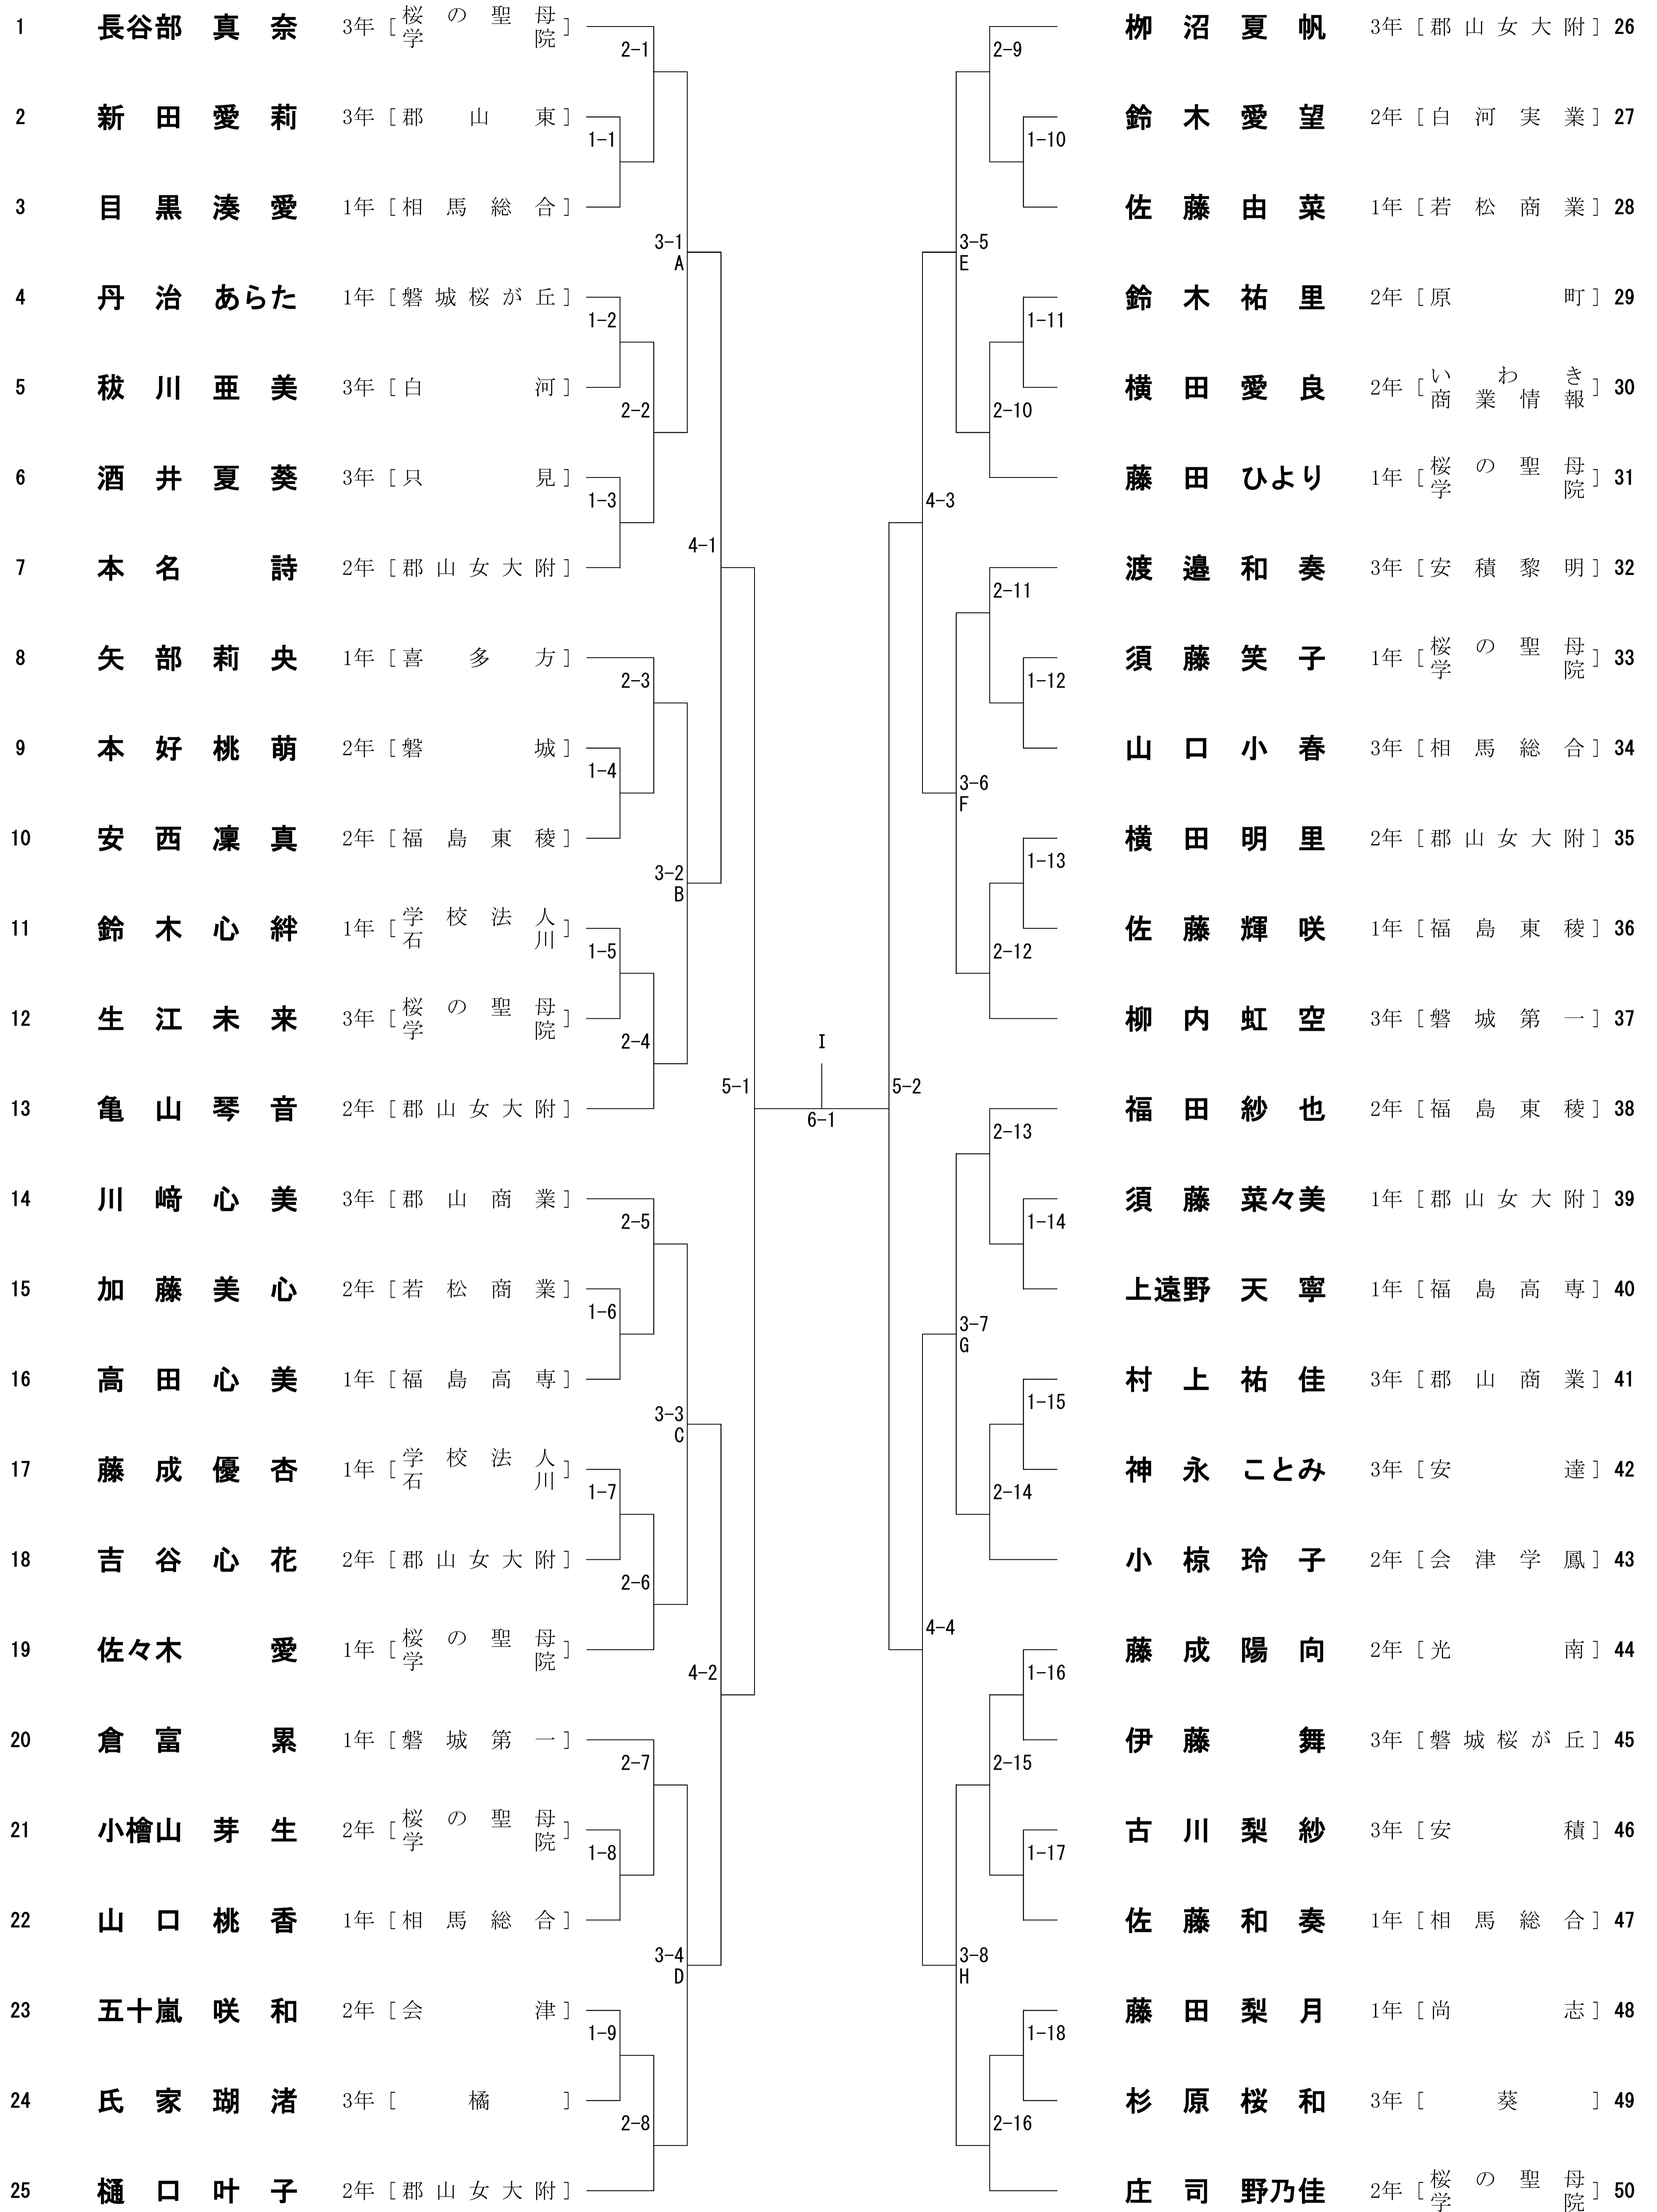 1 長谷部 真 奈 3年 [桜の聖母学院]
2 新 田 愛 莉 3年 [郡山東]
3 目 黒 湊 愛 1年 [相馬総合]
4 丹 治 あらた 1年 [磐城桜が丘]
5 秡 川 亜 美 3年 [白河]
6 酒 井 夏 葵 3年 [只見]
7 本 名 詩 2年 [郡山女大附]
8 矢 部 莉 央 1年 [喜多方]
9 本 好 桃 萌 2年 [磐城]
10 安 西 凜 真 2年 [福島東稜]
11 鈴 木 心 絆 1年 [学校法人石川]
12 生 江 未 来 3年 [桜の聖母学院]
13 亀 山 琴 音 2年 [郡山女大附]
14 川 﨑 心 美 3年 [郡山商業]
15 加 藤 美 心 2年 [若松商業]
16 高 田 心 美 1年 [福島高専]
17 藤 成 優 杏 1年 [学校法人石川]
18 吉 谷 心 花 2年 [郡山女大附]
19 佐々木 愛 1年 [桜の聖母学院]
20 倉 富 累 1年 [磐城第一]
21 小檜山 芽 生 2年 [桜の聖母学院]
22 山 口 桃 香 1年 [相馬総合]
23 五十嵐 咲 和 2年 [会津]
24 氏 家 瑚 渚 3年 [橘]
25 樋 口 叶 子 2年 [郡山女大附]
2-1
1-1
3-1
A
1-2
2-2
1-3
4-1
2-3
1-4
3-2
B
1-5
2-4
5-1
2-5
1-6
3-3
C
1-7
2-6
4-2
2-7
1-8
3-4
D
1-9
2-8
I
6-1
2-9
1-10
3-5
E
1-11
2-10
4-3
2-11
1-12
3-6
F
1-13
2-12
5-2
2-13
1-14
3-7
G
1-15
2-14
4-4
1-16
2-15
1-17
3-8
H
1-18
2-16
栁 沼 夏 帆 3年 [郡山女大附] 26
鈴 木 愛 望 2年 [白河実業] 27
佐 藤 由 菜 1年 [若松商業] 28
鈴 木 祐 里 2年 [原町] 29
横 田 愛 良 2年 [いわき商業情報] 30
藤 田 ひより 1年 [桜の聖母学院] 31
渡 邉 和 奏 3年 [安積黎明] 32
須 藤 笑 子 1年 [桜の聖母学院] 33
山 口 小 春 3年 [相馬総合] 34
横 田 明 里 2年 [郡山女大附] 35
佐 藤 輝 咲 1年 [福島東稜] 36
柳 内 虹 空 3年 [磐城第一] 37
福 田 紗 也 2年 [福島東稜] 38
須 藤 菜々美 1年 [郡山女大附] 39
上遠野 天 寧 1年 [福島高専] 40
村 上 祐 佳 3年 [郡山商業] 41
神 永 ことみ 3年 [安達] 42
小 椋 玲 子 2年 [会津学鳳] 43
藤 成 陽 向 2年 [光南] 44
伊 藤 舞 3年 [磐城桜が丘] 45
古 川 梨 紗 3年 [安積] 46
佐 藤 和 奏 1年 [相馬総合] 47
藤 田 梨 月 1年 [尚志] 48
杉 原 桜 和 3年 [葵] 49
庄 司 野乃佳 2年 [桜の聖母学院] 50